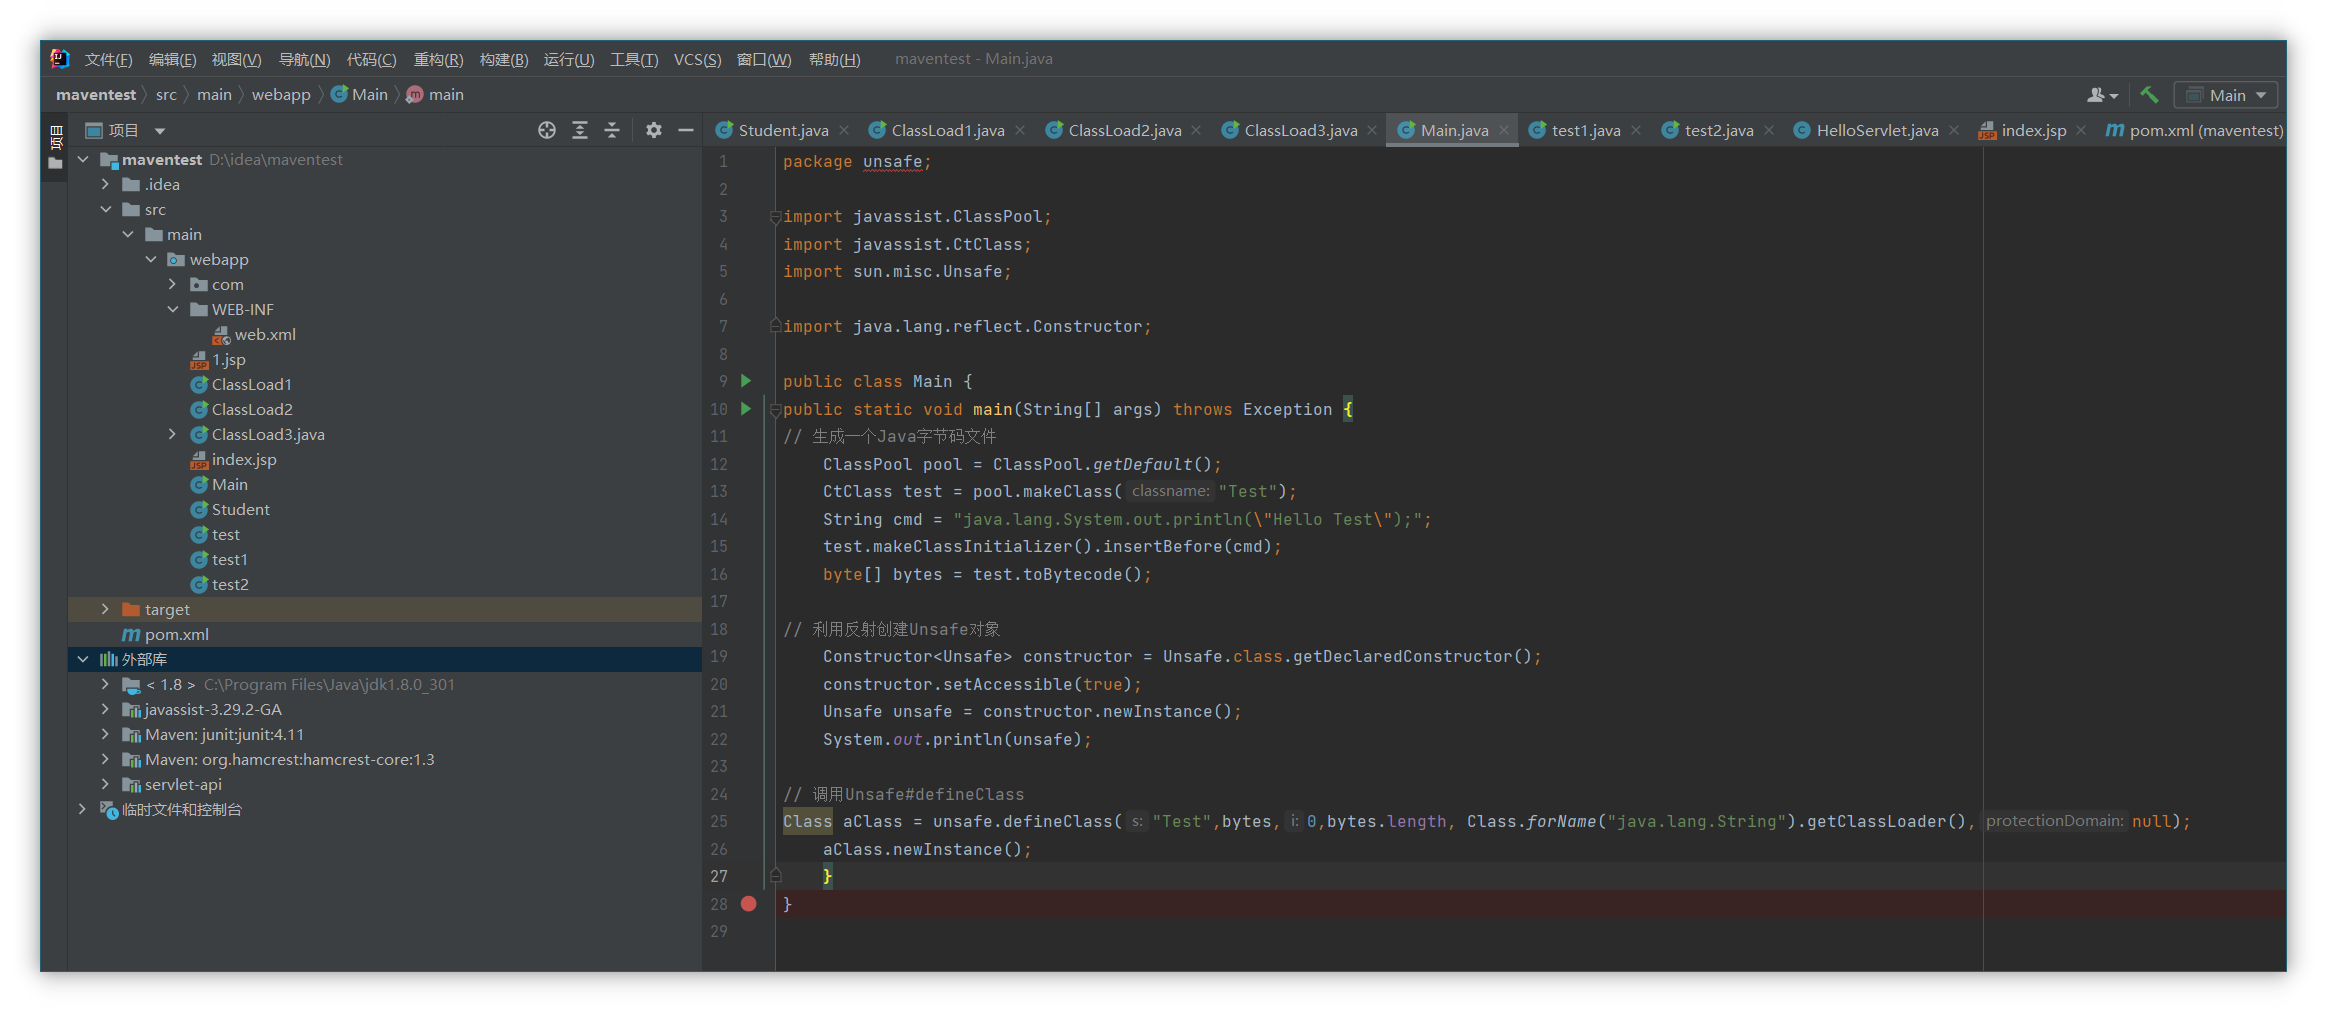 文件(F) 编辑(E) 视图(V) 导航(N) 代码(C) 重构(R) 构建(B) 运行(U) 工具(T) VCS(S) 窗口(W) 帮助(H) maventest - Main.java
maventest src main webapp Main main
Main
项目
项目
Student.java ClassLoad1.java ClassLoad2.java ClassLoad3.java Main.java test1.java test2.java HelloServlet.java index.jsp pom.xml (maventest)
maventest D:\idea\maventest
.idea
src
main
webapp
com
WEB-INF
web.xml
1.jsp
ClassLoad1
ClassLoad2
ClassLoad3.java
index.jsp
Main
Student
test
test1
test2
target
pom.xml
外部库
< 1.8 > C:\Program Files\Java\jdk1.8.0_301
javassist-3.29.2-GA
Maven: junit:junit:4.11
Maven: org.hamcrest:hamcrest-core:1.3
servlet-api
临时文件和控制台
1 package unsafe;
2
3 import javassist.ClassPool;
4 import javassist.CtClass;
5 import sun.misc.Unsafe;
6
7 import java.lang.reflect.Constructor;
8
9 public class Main {
10 public static void main(String[] args) throws Exception {
11 // 生成一个Java字节码文件
12 ClassPool pool = ClassPool.getDefault();
13 CtClass test = pool.makeClass( classname: "Test");
14 String cmd = "java.lang.System.out.println(\"Hello Test\");";
15 test.makeClassInitializer().insertBefore(cmd);
16 byte[] bytes = test.toBytecode();
17
18 // 利用反射创建Unsafe对象
19 Constructor<Unsafe> constructor = Unsafe.class.getDeclaredConstructor();
20 constructor.setAccessible(true);
21 Unsafe unsafe = constructor.newInstance();
22 System.out.println(unsafe);
23
24 // 调用Unsafe#defineClass
25 Class aClass = unsafe.defineClass( s: "Test",bytes, i: 0,bytes.length, Class.forName("java.lang.String").getClassLoader(), protectionDomain: null);
26 aClass.newInstance();
27 }
28 }
29